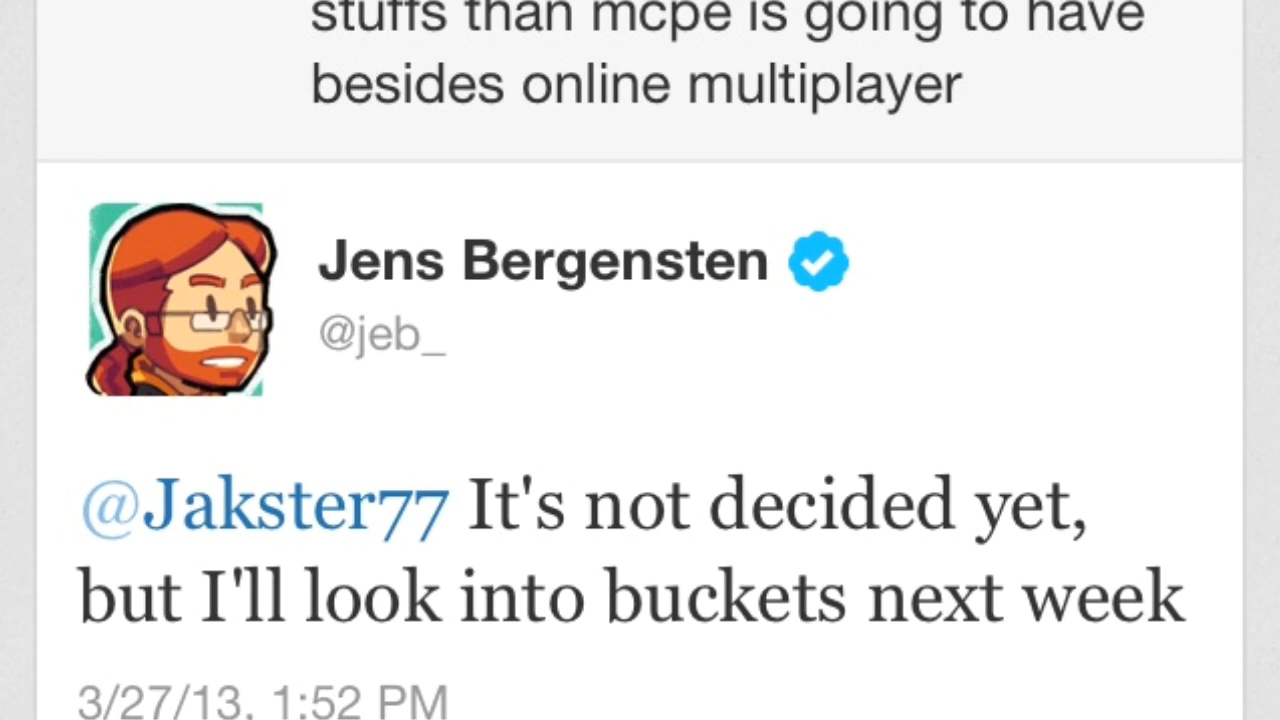 stuffs than mcpe is going to have
besides online multiplayer
Jens Bergensten
@jeb_
@Jakster77 It's not decided yet,
but I'll look into buckets next week
3/27/13, 1:52 PM